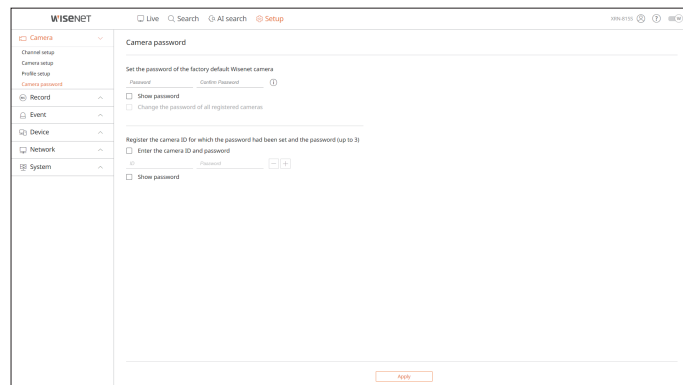 WISENET
Live Search AI search Setup
XRN-815S
Camera
Channel setup
Camera setup
Profile setup
Camera password
Record
Event
Device
Network
System
Camera password
Set the password of the factory default Wisenet camera
Password Confirm Password
Show password
Change the password of all registered cameras
Register the camera ID for which the password had been set and the password (up to 3)
Enter the camera ID and password
ID Password
Show password
Apply